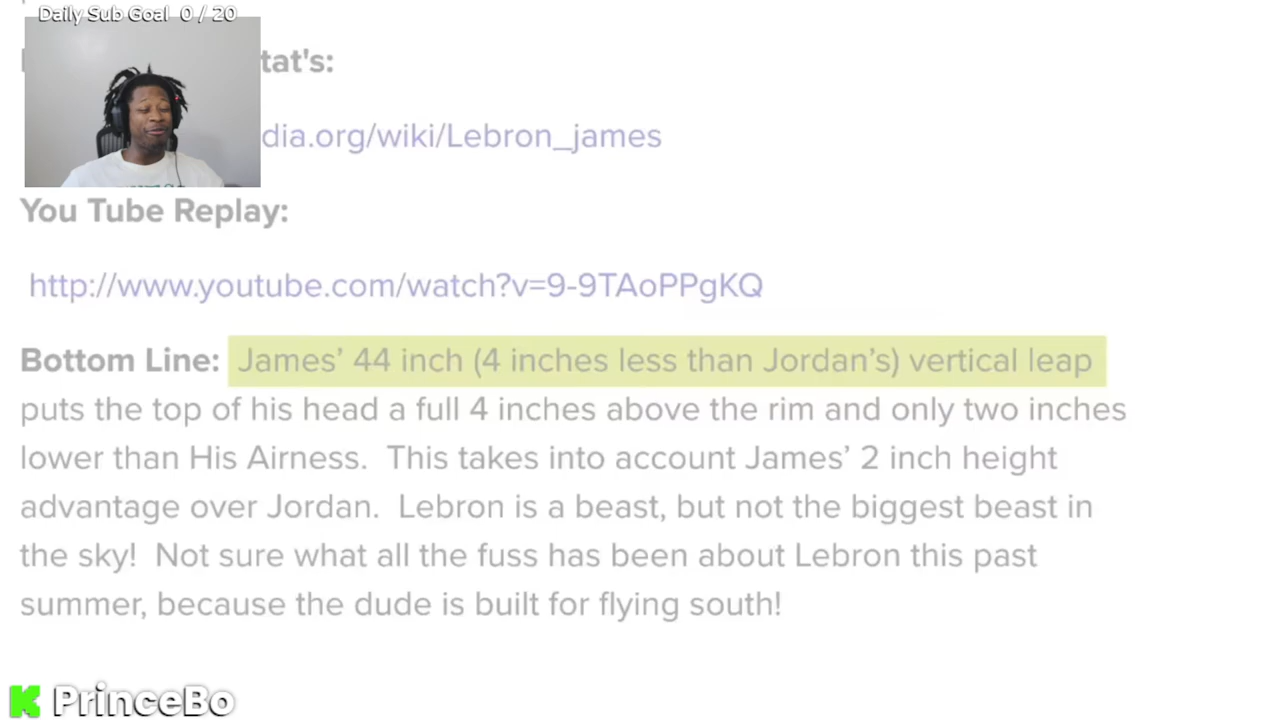 Daily Sub Goal 0 / 20
tat's:
dia.org/wiki/Lebron_james
You Tube Replay:
http://www.youtube.com/watch?v=9-9TAoPPgKQ
Bottom Line: James’ 44 inch (4 inches less than Jordan’s) vertical leap
puts the top of his head a full 4 inches above the rim and only two inches
lower than His Airness. This takes into account James’ 2 inch height
advantage over Jordan. Lebron is a beast, but not the biggest beast in
the sky! Not sure what all the fuss has been about Lebron this past
summer, because the dude is built for flying south!
K PrinceBo